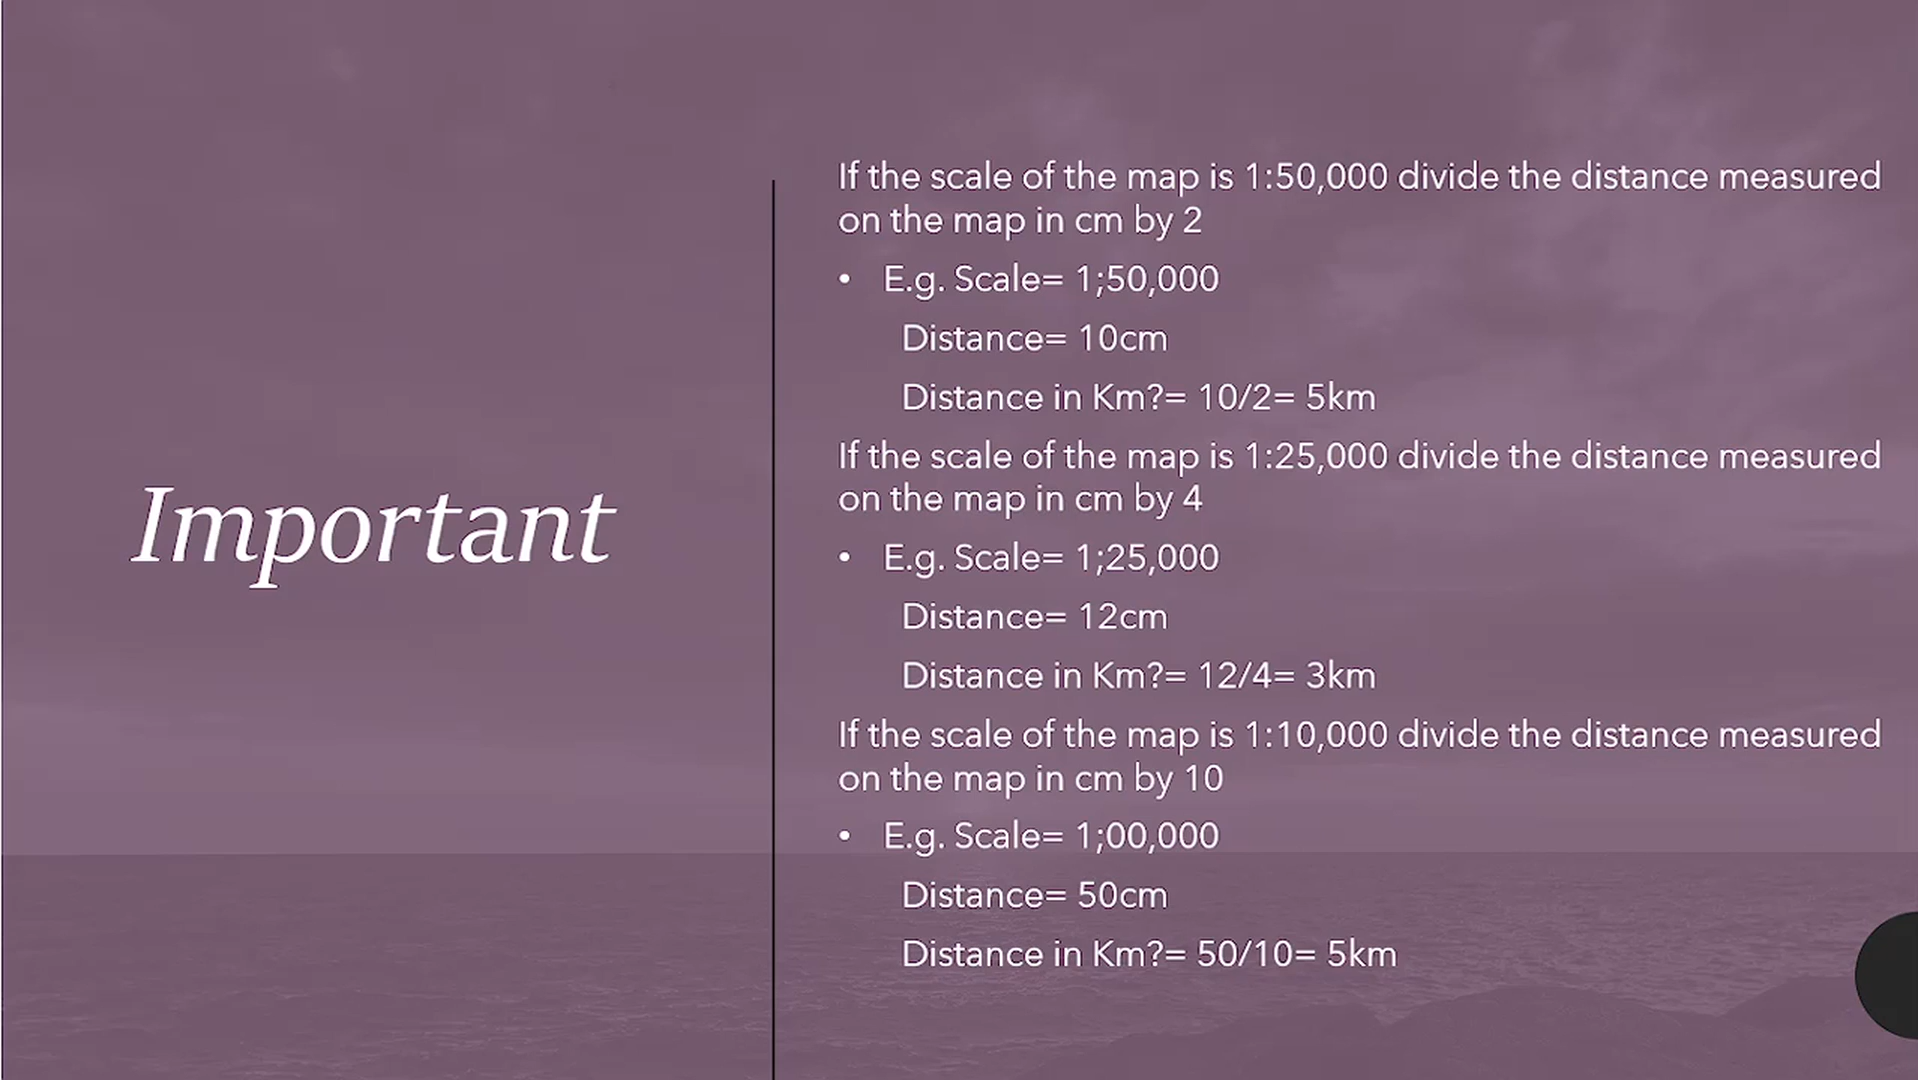 Important
If the scale of the map is 1:50,000 divide the distance measured
on the map in cm by 2
• E.g. Scale= 1;50,000
Distance= 10cm
Distance in Km?= 10/2= 5km
If the scale of the map is 1:25,000 divide the distance measured
on the map in cm by 4
• E.g. Scale= 1;25,000
Distance= 12cm
Distance in Km?= 12/4= 3km
If the scale of the map is 1:10,000 divide the distance measured
on the map in cm by 10
• E.g. Scale= 1;00,000
Distance= 50cm
Distance in Km?= 50/10= 5km